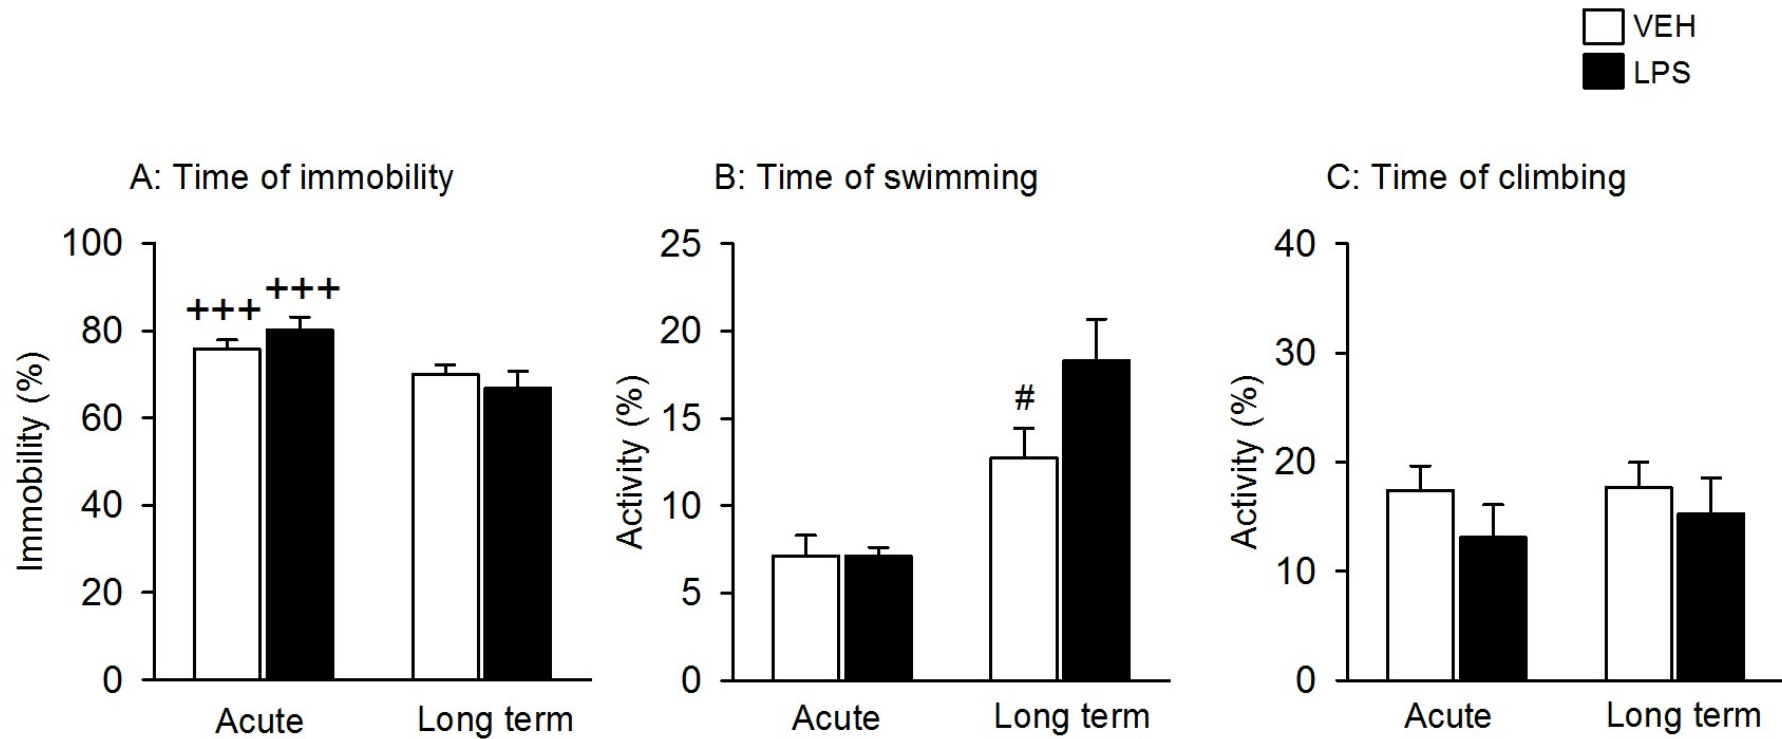 VEH
LPS
A: Time of immobility
B: Time of swimming
C: Time of climbing
Immobility (%)
100
80
60
40
20
0
+++
+++
Acute
Long term
Activity (%)
25
20
15
10
5
0
#
Acute
Long term
Activity (%)
40
30
20
10
0
Acute
Long term